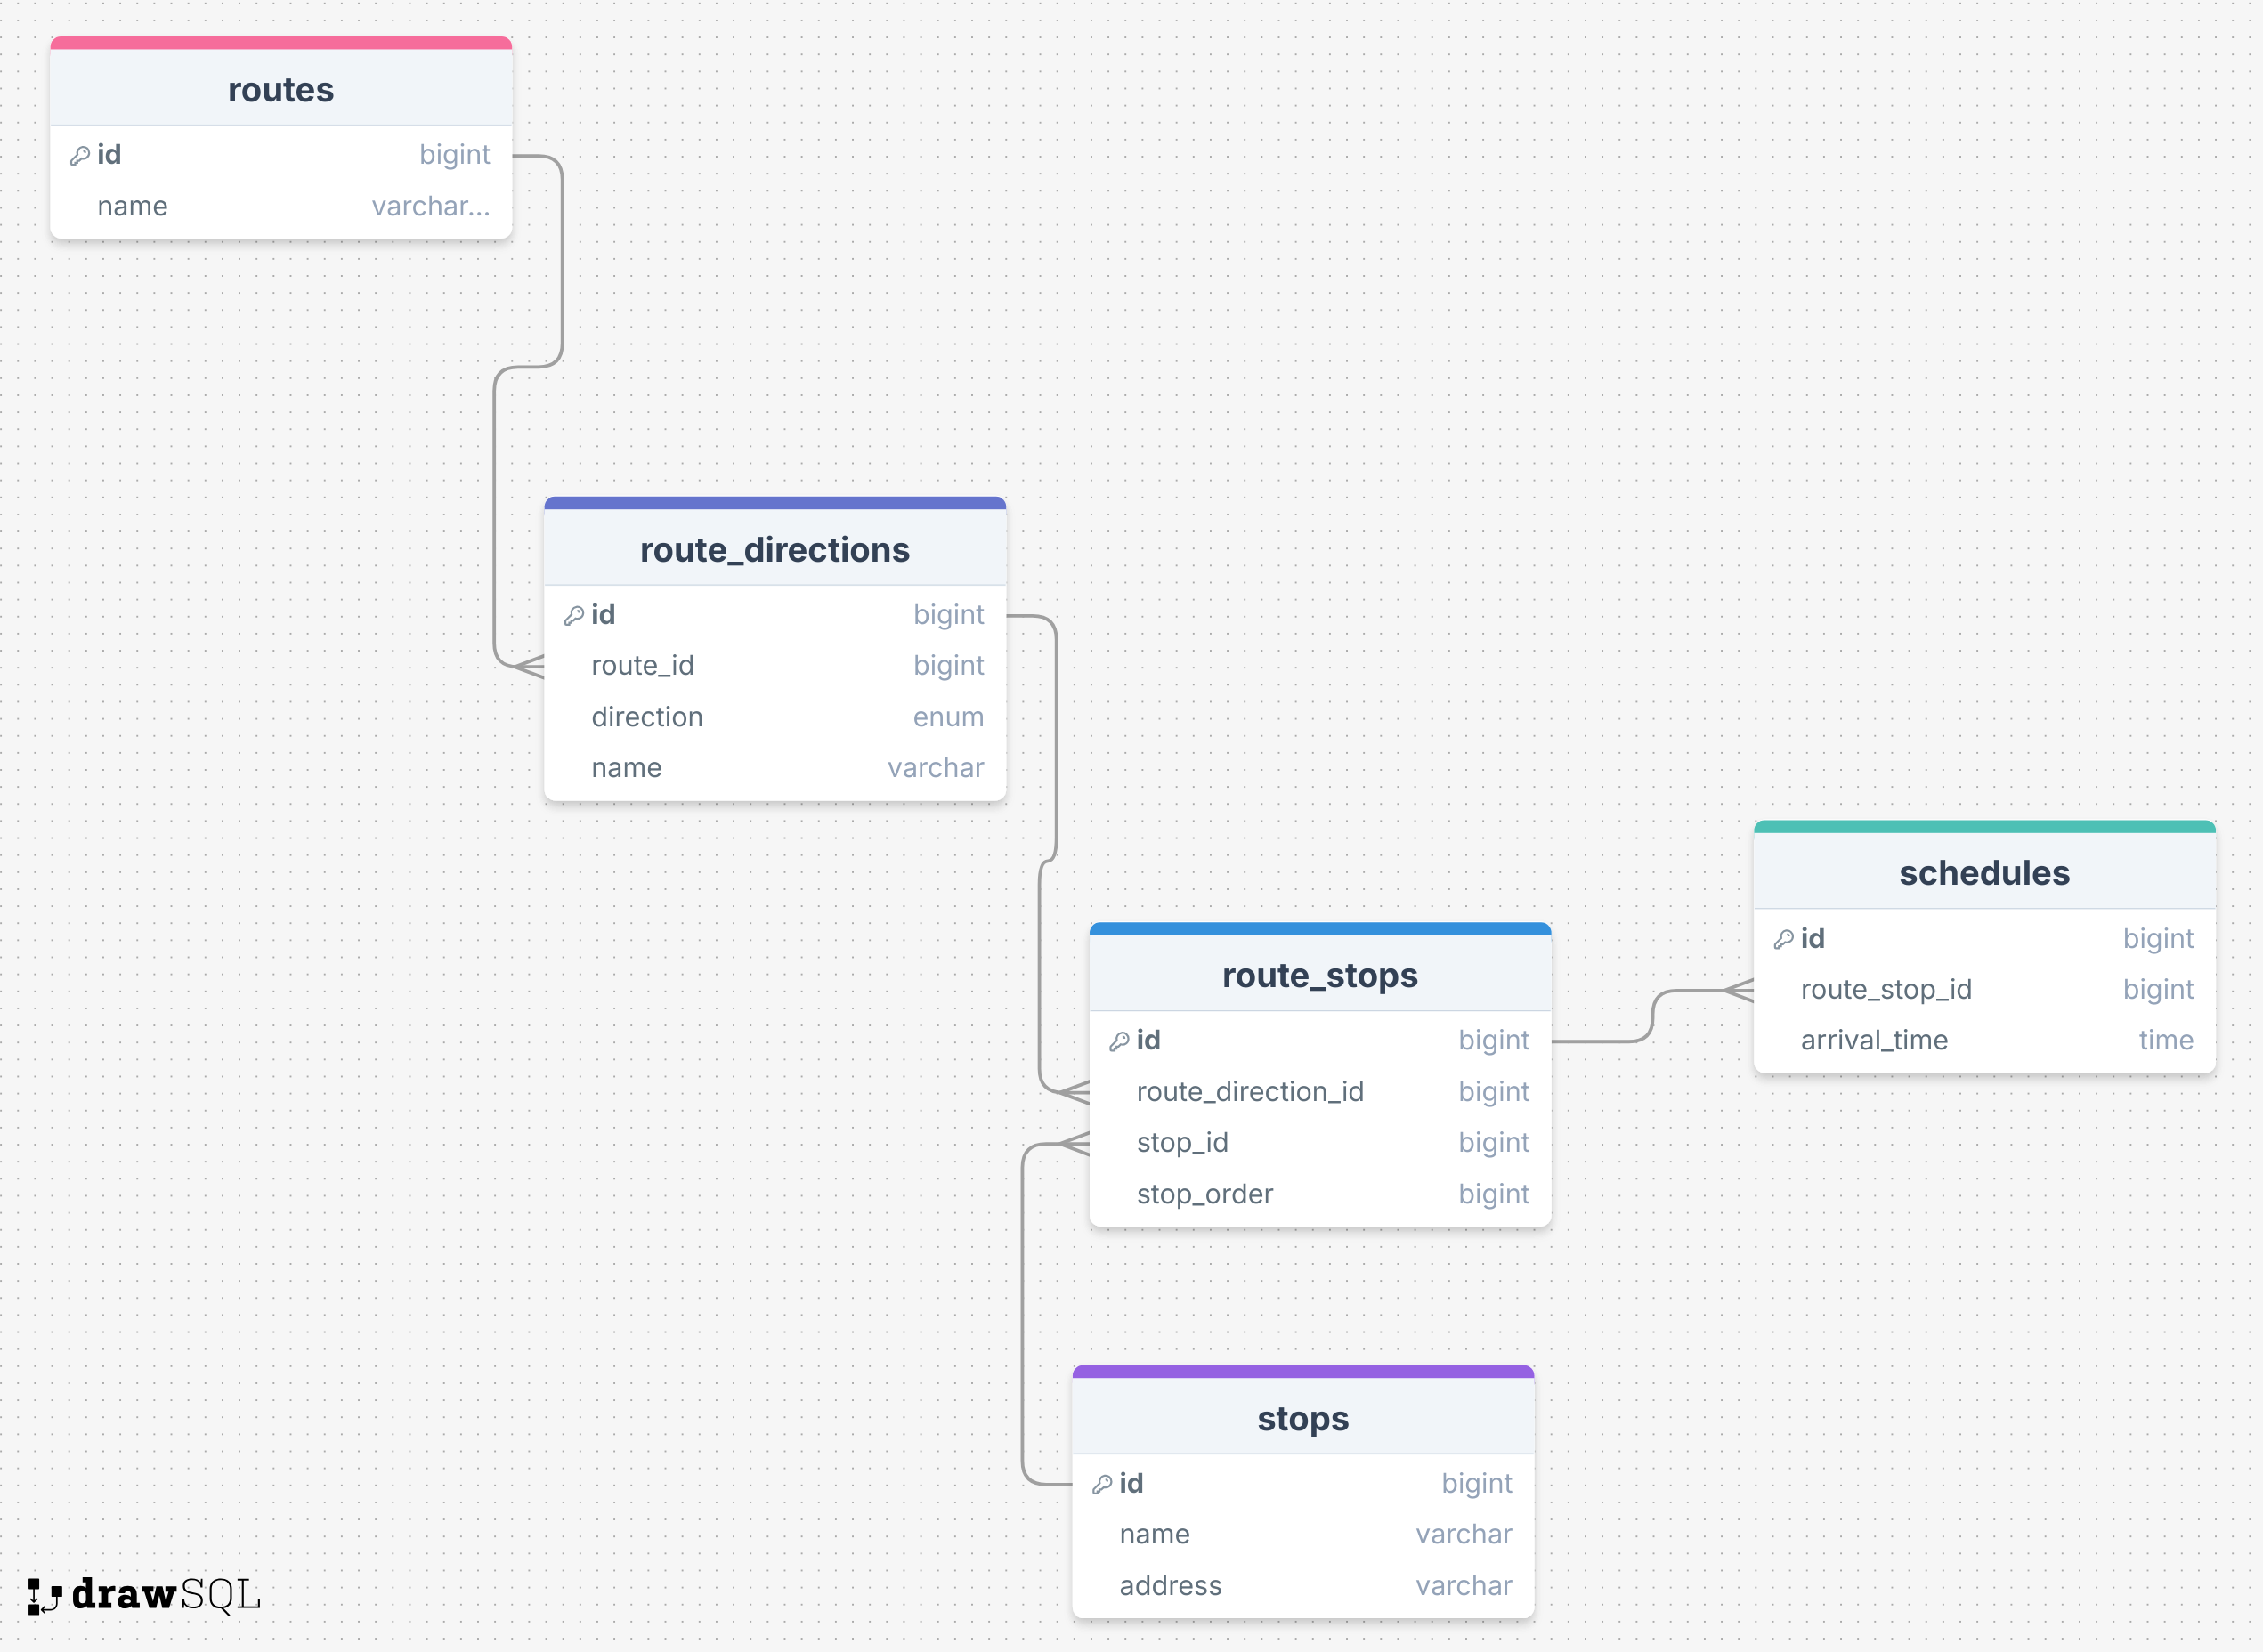 routes
id bigint
name varchar...
route_directions
id bigint
route_id bigint
direction enum
name varchar
schedules
id bigint
route_stop_id bigint
arrival_time time
route_stops
id bigint
route_direction_id bigint
stop_id bigint
stop_order bigint
stops
id bigint
name varchar
address varchar
drawSQL